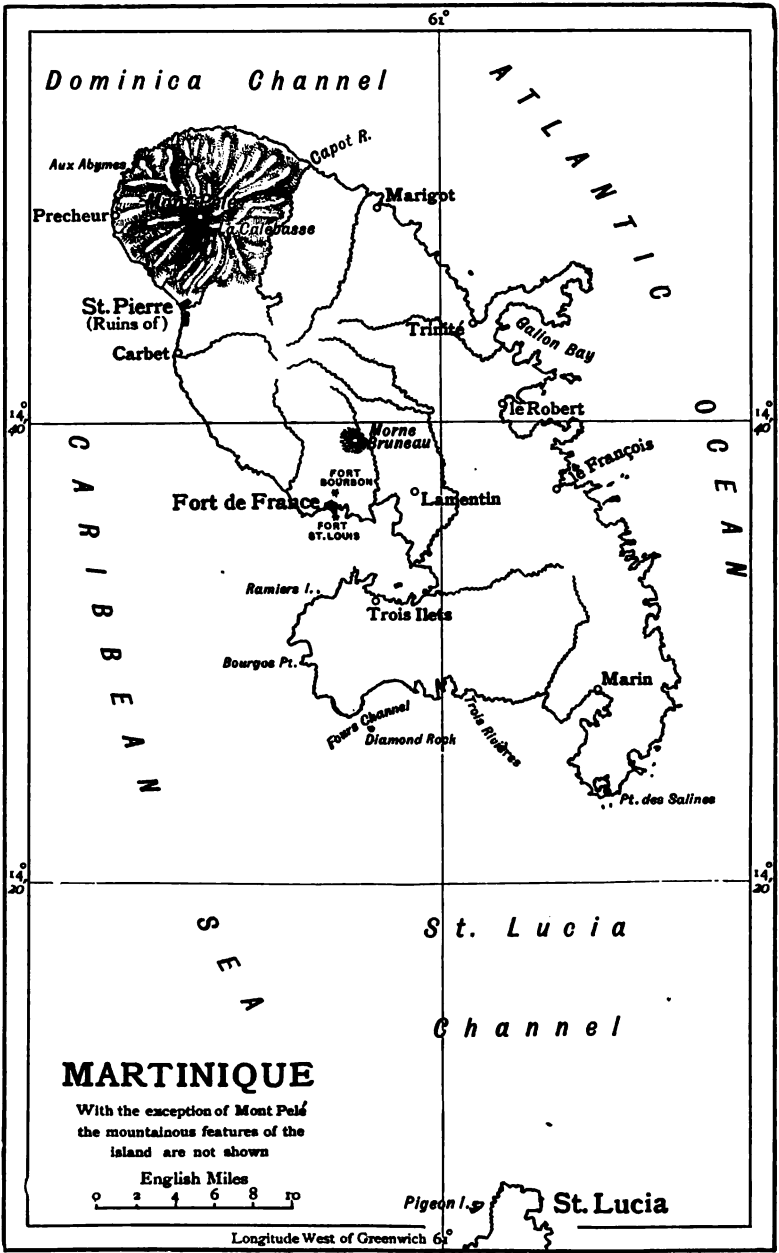 61°
Dominica Channel
ATLANTIC
OCEAN
Capot R.
Aux Abymes
Marigot
Mont Pelé
Precheur
La Calebasse
St. Pierre
(Ruins of)
Trinité
Galion Bay
Carbet
le Robert
14°
40'
14°
40'
Morne
Bruneau
le François
FORT
BOURBON
Fort de France
Lamentin
FORT
ST. LOUIS
CARIBBEAN
SEA
Ramiers I.
Trois Ilets
Bourgos Pt.
Marin
Fours Channel
Diamond Rock
Trois Rivières
Pt. des Salines
14°
20'
14°
20'
St. Lucia
Channel
MARTINIQUE
With the exception of Mont Pelé
the mountainous features of the
island are not shown
English Miles
0 2 4 6 8 10
Pigeon I.
St. Lucia
Longitude West of Greenwich 61°